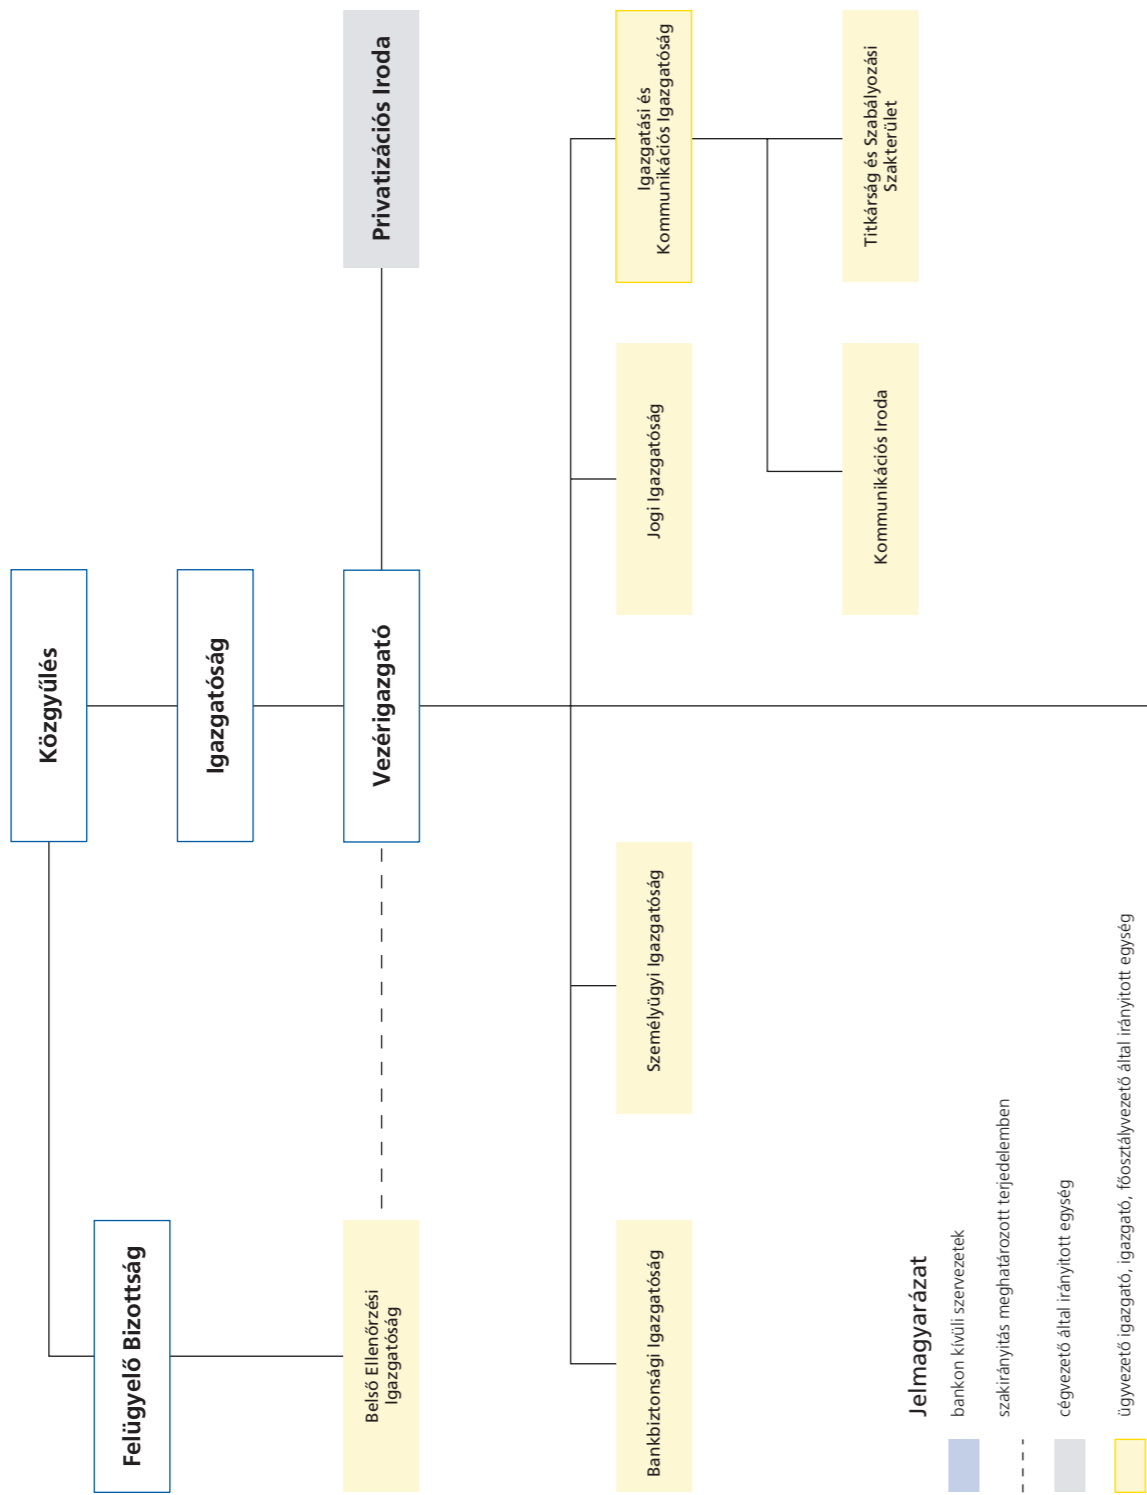 Közgyűlés
Igazgatóság
Felügyelő Bizottság
Vezérigazgató
Privatizációs Iroda
Belső Ellenőrzési
Igazgatóság
Bankbiztonsági Igazgatóság
Személyügyi Igazgatóság
Jogi Igazgatóság
Igazgatási és
Kommunikációs Igazgatóság
Kommunikációs Iroda
Titkárság és Szabályozási
Szakterület
Jelmagyarázat
bankon kívüli szervezetek
szakirányítás meghatározott terjedelemben
cégvezető által irányított egység
ügyvezető igazgató, igazgató, főosztályvezető által irányított egység